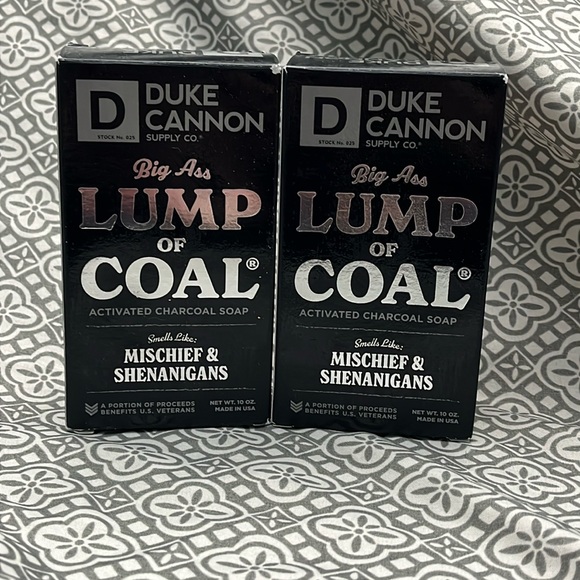 D
STOCK No. 025
DUKE
CANNON
SUPPLY CO.®
Big Ass
LUMP
OF
COAL®
ACTIVATED CHARCOAL SOAP
Smells Like:
MISCHIEF &
SHENANIGANS
A PORTION OF PROCEEDS
BENEFITS U.S. VETERANS
NET WT. 10 OZ.
MADE IN USA
D
STOCK No. 025
DUKE
CANNON
SUPPLY CO.®
Big Ass
LUMP
OF
COAL®
ACTIVATED CHARCOAL SOAP
Smells Like:
MISCHIEF &
SHENANIGANS
A PORTION OF PROCEEDS
BENEFITS U.S. VETERANS
NET WT. 10 OZ.
MADE IN USA